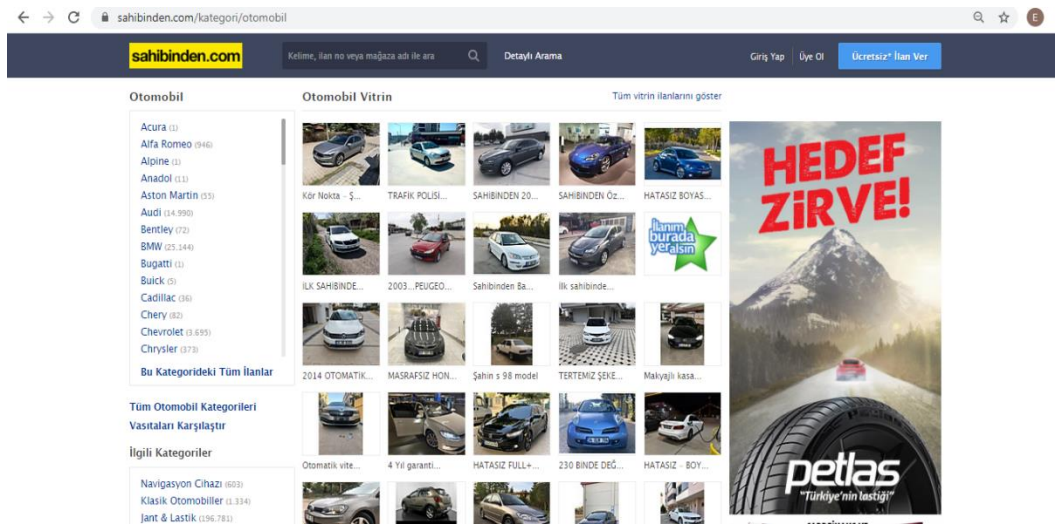 sahibinden.com/kategori/otomobil
E
sahibinden.com
Kelime, ilan no veya mağaza adı ile ara
Detaylı Arama
Giriş Yap
Üye Ol
Ücretsiz* İlan Ver
Otomobil
Acura (1)
Alfa Romeo (946)
Alpine (1)
Anadol (11)
Aston Martin (55)
Audi (14.990)
Bentley (72)
BMW (25.144)
Bugatti (1)
Buick (5)
Cadillac (36)
Chery (82)
Chevrolet (3.695)
Chrysler (373)
Bu Kategorideki Tüm İlanlar
Tüm Otomobil Kategorileri
Vasıtaları Karşılaştır
İlgili Kategoriler
Navigasyon Cihazı (603)
Klasik Otomobiller (1.334)
Jant & Lastik (196.781)
Otomobil Vitrin
Tüm vitrin ilanlarını göster
Kör Nokta - Ş...
TRAFİK POLİSİ...
SAHİBİNDEN 20...
SAHİBİNDEN Öz...
HATASIZ BOYAS...
İLK SAHİBİNDE...
2003...PEUGEO...
Sahibinden Ba...
İlk sahibinde...
İlanım
burada
yeralsın
2014 OTOMATİK...
MASRAFSIZ HON...
Şahin s 98 model
TERTEMİZ ŞEKE...
Makyajlı kasa...
Otomatik vite...
4 Yıl garanti...
HATASIZ FULL+...
230 BİNDE DEĞ...
HATASIZ - BOY...
HEDEF
ZİRVE!
petlas
"Türkiye'nin lastiği"